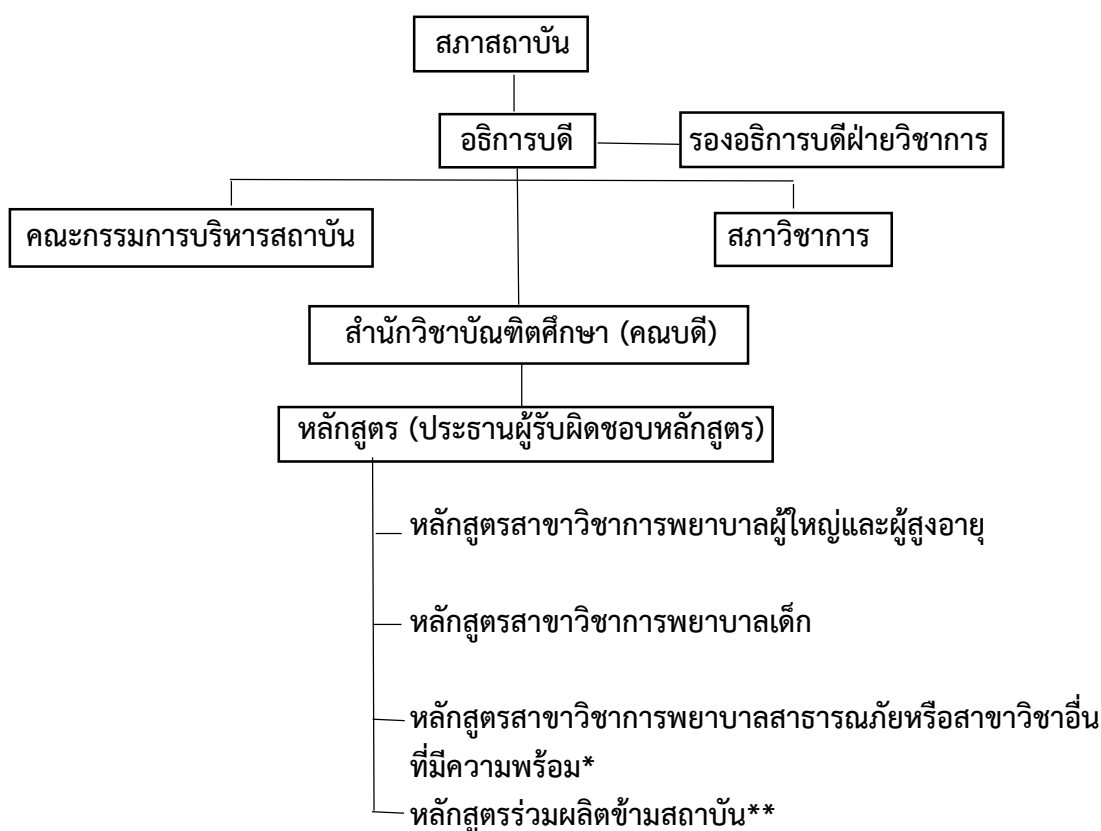 สภาสถาบัน
อธิการบดี
รองอธิการบดีฝ่ายวิชาการ
คณะกรรมการบริหารสถาบัน
สภาวิชาการ
สำนักวิชาบัณฑิตศึกษา (คณบดี)
หลักสูตร (ประธานผู้รับผิดชอบหลักสูตร)
หลักสูตรสาขาวิชาการพยาบาลผู้ใหญ่และผู้สูงอายุ
หลักสูตรสาขาวิชาการพยาบาลเด็ก
หลักสูตรสาขาวิชาการพยาบาลสาธารณภัยหรือสาขาวิชาอื่น
ที่มีความพร้อม*
หลักสูตรร่วมผลิตข้ามสถาบัน**